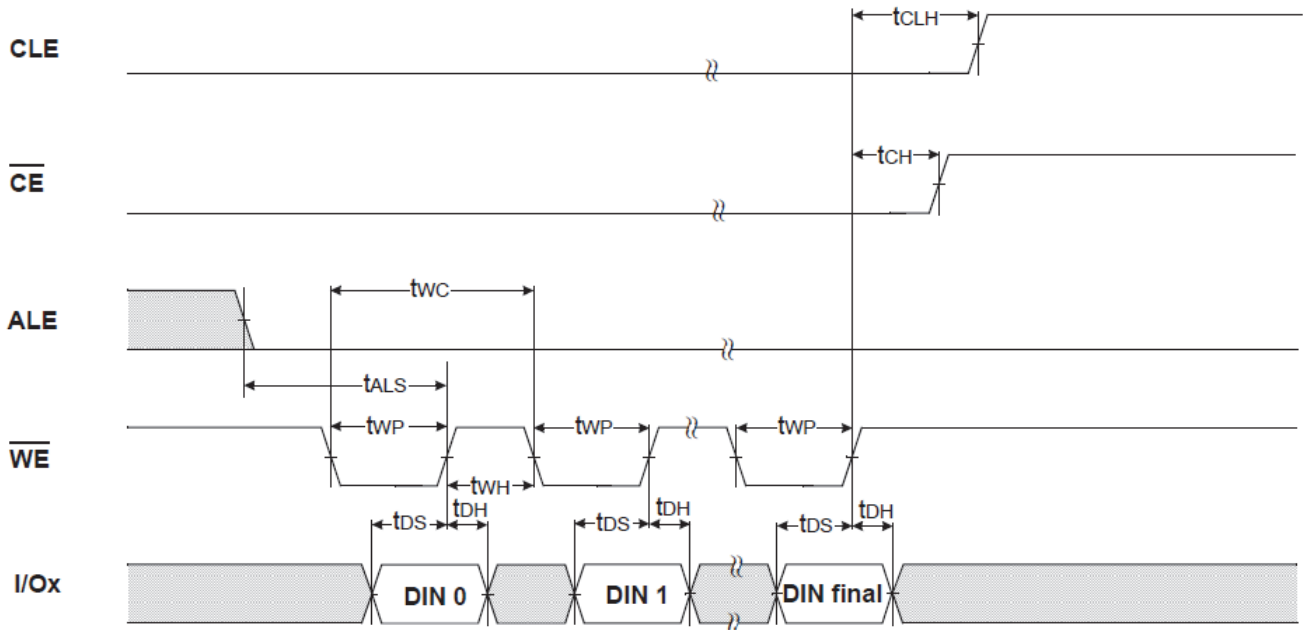 tCLH
CLE
tCH
CE
tWC
ALE
tALS
tWP tWP tWP
WE
tWH
tDS tDH tDS tDH tDS tDH
I/Ox DIN 0 DIN 1 DIN final